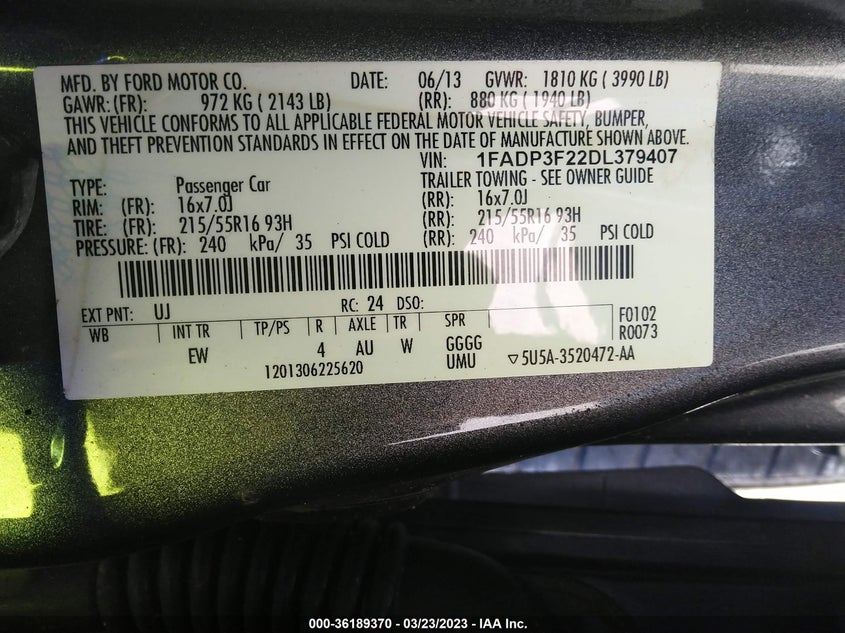 MFD. BY FORD MOTOR CO. DATE: 06/13 GVWR: 1810 KG ( 3990 LB)
GAWR: (FR): 972 KG ( 2143 LB) (RR): 880 KG ( 1940 LB)
THIS VEHICLE CONFORMS TO ALL APPLICABLE FEDERAL MOTOR VEHICLE SAFETY, BUMPER,
AND THEFT PREVENTION STANDARDS IN EFFECT ON THE DATE OF MANUFACTURE SHOWN ABOVE.
VIN: 1FADP3F22DL379407
TYPE: Passenger Car TRAILER TOWING - SEE OWNER GUIDE
RIM: (FR): 16x7.0J (RR): 16x7.0J
TIRE: (FR): 215/55R16 93H (RR): 215/55R16 93H
PRESSURE: (FR): 240 kPa/ 35 PSI COLD (RR): 240 kPa/ 35 PSI COLD
EXT PNT: UJ RC: 24 DSO: F0102
WB INT TR TP/PS R AXLE TR SPR R0073
EW 4 AU W GGGG
1201306225620 UMU ▽5U5A-3520472-AA
000-36189370 - 03/23/2023 - IAA Inc.